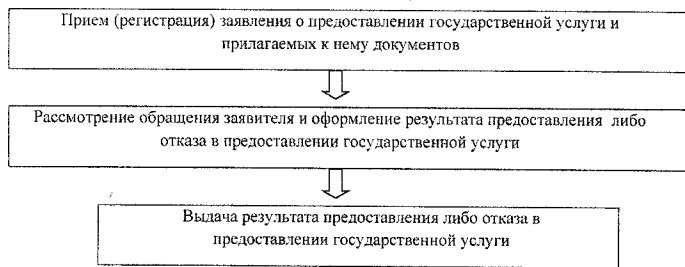 Прием (регистрация) заявления о предоставлении государственной услуги и
прилагаемых к нему документов
Рассмотрение обращения заявителя и оформление результата предоставления либо
отказа в предоставлении государственной услуги
Выдача результата предоставления либо отказа в
предоставлении государственной услуги